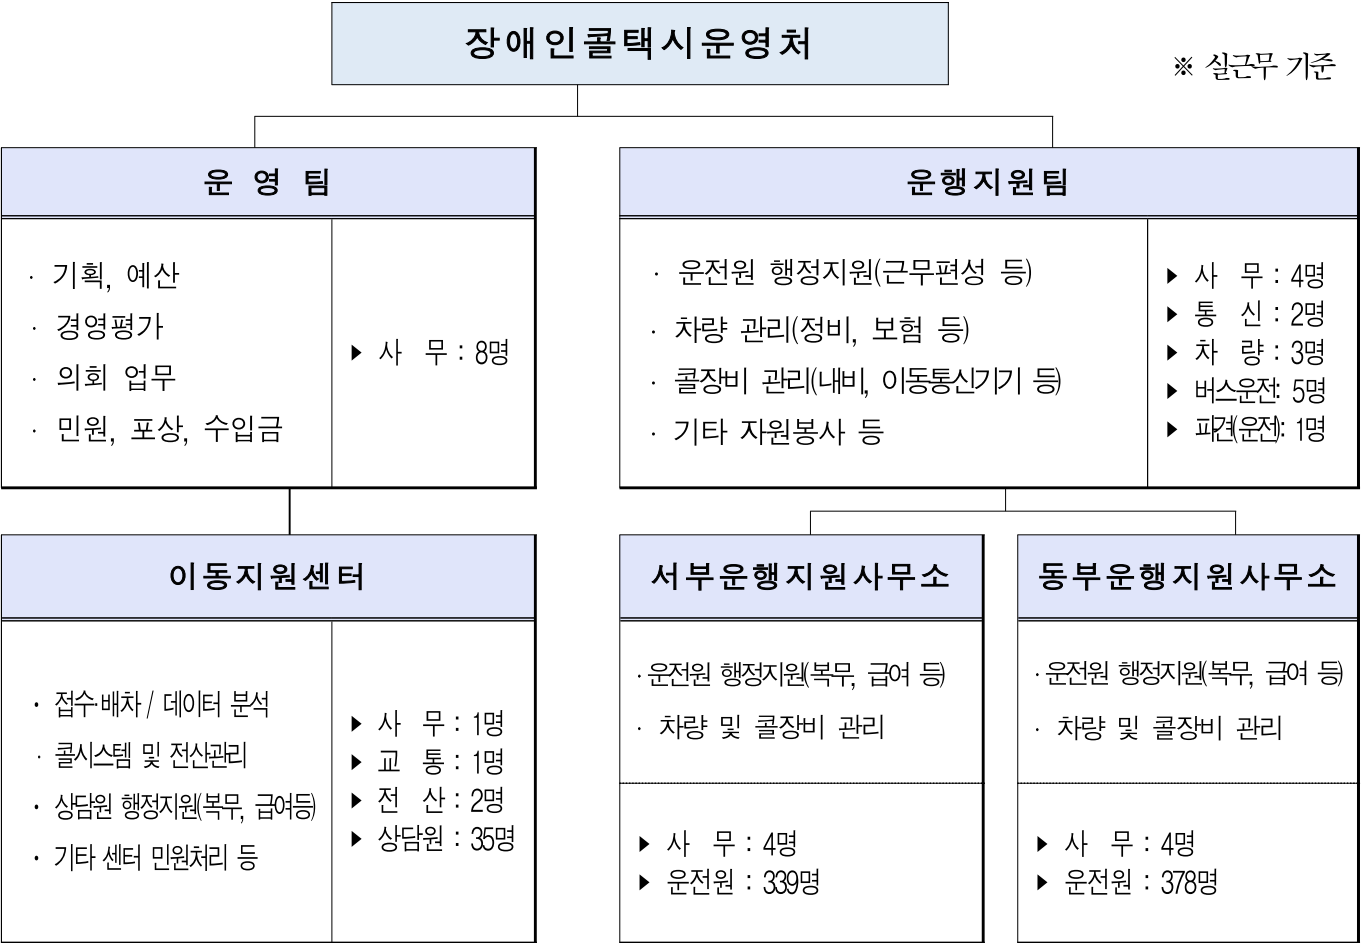 장애인콜택시운영처
※ 실근무 기준
운 영 팀
· 기획, 예산
· 경영평가
· 의회 업무
· 민원, 포상, 수입금
▶ 사 무 : 8명
운행지원팀
· 운전원 행정지원(근무편성 등)
· 차량 관리(정비, 보험 등)
· 콜장비 관리(내비, 이동통신기기 등)
· 기타 자원봉사 등
▶ 사 무 : 4명
▶ 통 신 : 2명
▶ 차 량 : 3명
▶ 버스운전: 5명
▶ 파견(운전): 1명
이동지원센터
· 접수·배차 / 데이터 분석
· 콜시스템 및 전산관리
· 상담원 행정지원(복무, 급여등)
· 기타 센터 민원처리 등
▶ 사 무 : 1명
▶ 교 통 : 1명
▶ 전 산 : 2명
▶ 상담원 : 35명
서부운행지원사무소
· 운전원 행정지원(복무, 급여 등)
· 차량 및 콜장비 관리
▶ 사 무 : 4명
▶ 운전원 : 339명
동부운행지원사무소
· 운전원 행정지원(복무, 급여 등)
· 차량 및 콜장비 관리
▶ 사 무 : 4명
▶ 운전원 : 378명